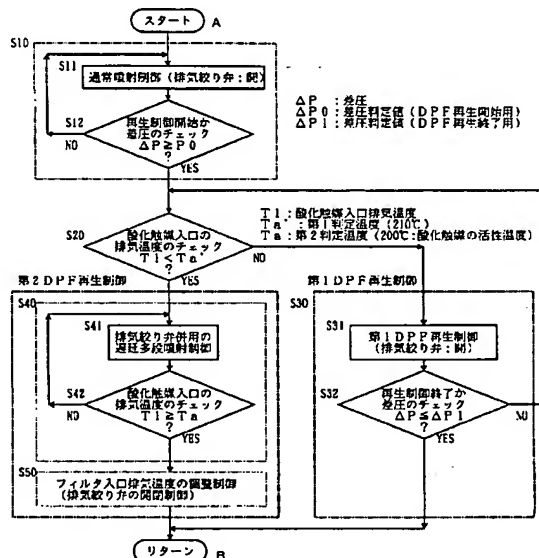 スタート A
S10
S11
通常噴射制御(排気絞り弁:開)
S12
再生制御開始か
差圧のチェック
ΔP≧P0
?
NO
YES
ΔP :差圧
ΔP0:差圧判定値(DPF再生開始用)
ΔP1:差圧判定値(DPF再生終了用)
S20
酸化触媒入口の
排気温度のチェック
T1<Ta'
?
NO
YES
T1:酸化触媒入口排気温度
Ta':第1判定温度(210℃)
Ta:第2判定温度(200℃:酸化触媒の活性温度)
第2DPF再生制御
第1DPF再生制御
S40
S41
排気絞り弁併用の
遅延多段噴射制御
S42
酸化触媒入口の
排気温度のチェック
T1≧Ta
?
NO
YES
S30
S31
第1DPF再生制御
(排気絞り弁:開)
S32
再生制御終了か
差圧のチェック
ΔP≦ΔP1
?
NO
YES
S50
フィルタ入口排気温度の調整制御
(排気絞り弁の開閉制御)
リターン B